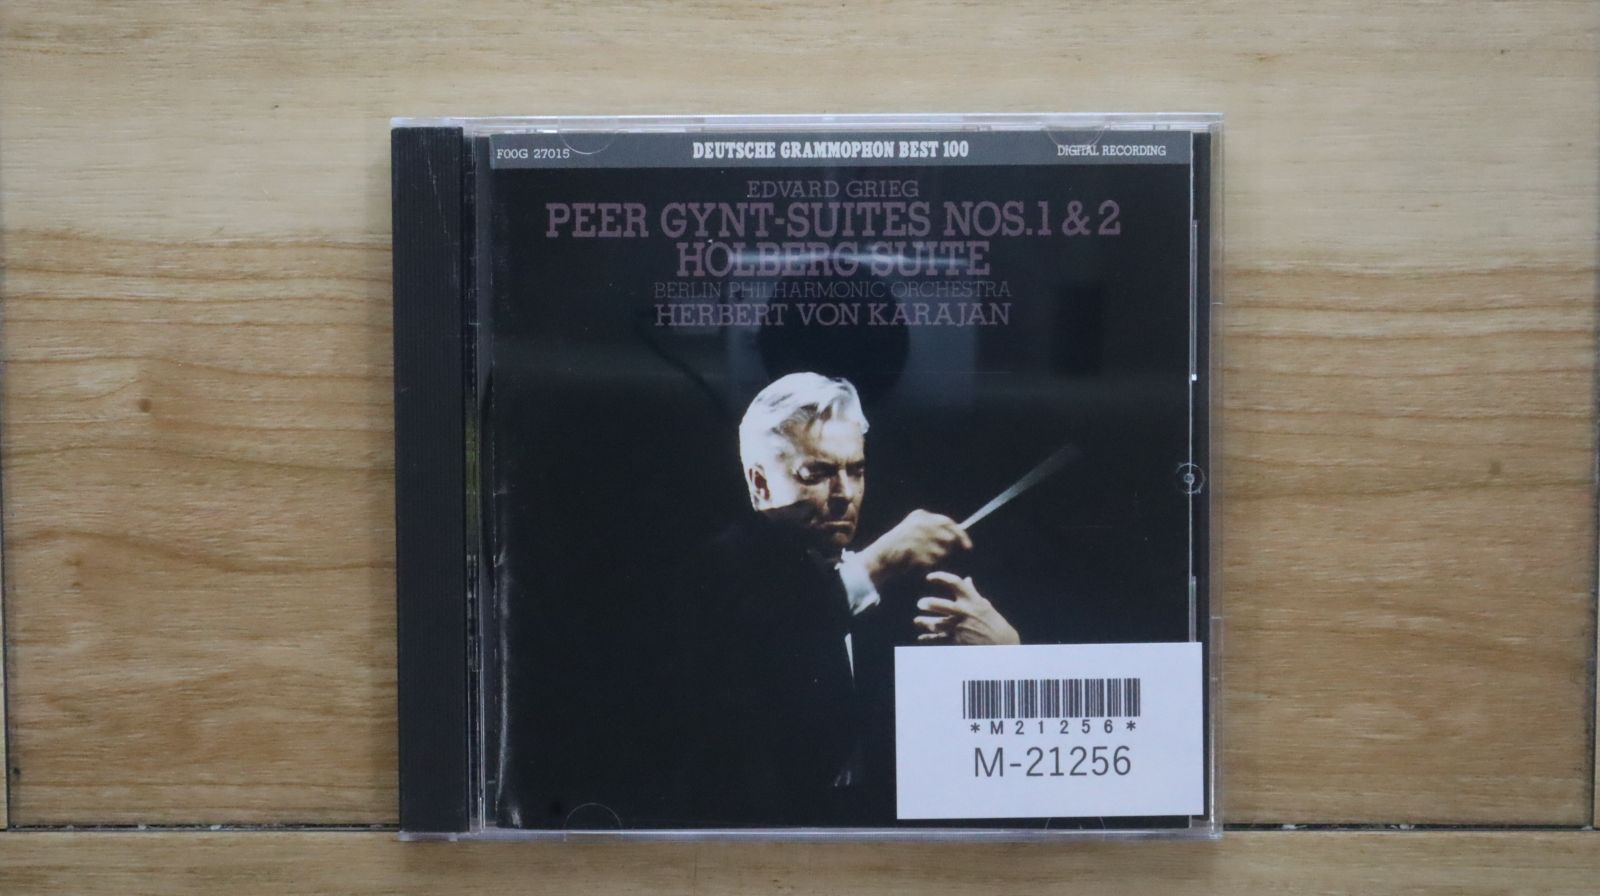 F00G 27015
DEUTSCHE GRAMMOPHON BEST 100
DIGITAL RECORDING
EDVARD GRIEG
PEER GYNT-SUITES NOS.1 & 2
HOLBERG SUITE
BERLIN PHILHARMONIC ORCHESTRA
HERBERT VON KARAJAN
*M21256*
M-21256